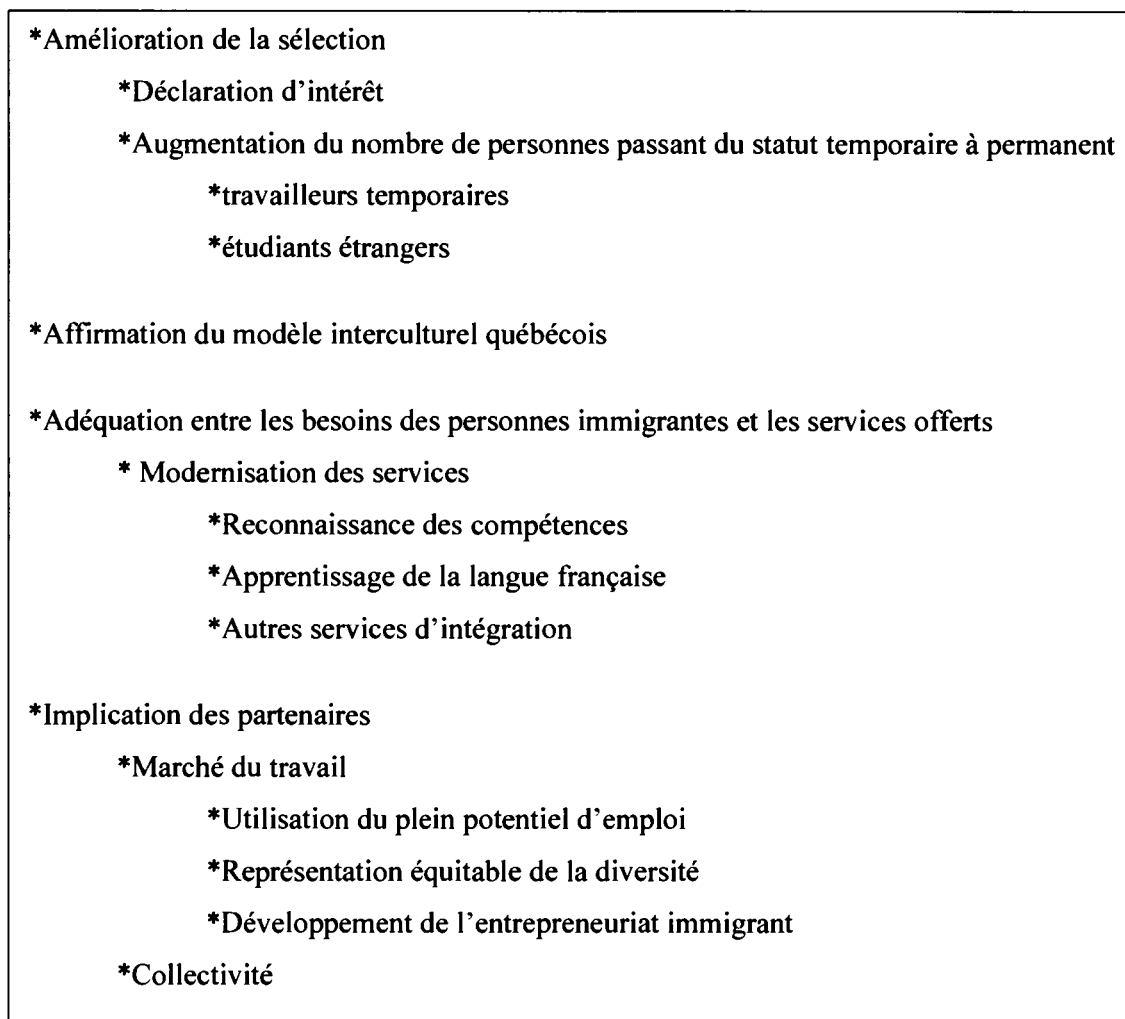 *Amélioration de la sélection
*Déclaration d'intérêt
*Augmentation du nombre de personnes passant du statut temporaire à permanent
*travailleurs temporaires
*étudiants étrangers
*Affirmation du modèle interculturel québécois
*Adéquation entre les besoins des personnes immigrantes et les services offerts
* Modernisation des services
*Reconnaissance des compétences
*Apprentissage de la langue française
*Autres services d'intégration
*Implication des partenaires
*Marché du travail
*Utilisation du plein potentiel d'emploi
*Représentation équitable de la diversité
*Développement de l'entrepreneuriat immigrant
*Collectivité